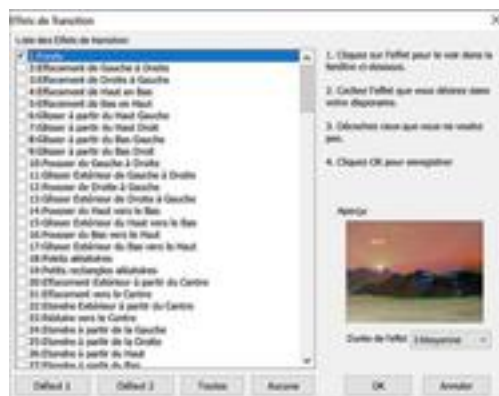 Effets de Transition
Liste des Effets de transition
1:Fondu
2:Effacement de Gauche à Droite
3:Effacement de Droite à Gauche
4:Effacement de Haut en Bas
5:Effacement de Bas en Haut
6:Glisser à partir du Haut Gauche
7:Glisser à partir du Haut Droit
8:Glisser à partir du Bas Gauche
9:Glisser à partir du Bas Droit
10:Pousser de Gauche à Droite
11:Glisser Extérieur de Gauche à Droite
12:Pousser de Droite à Gauche
13:Glisser Extérieur de Droite à Gauche
14:Pousser du Haut vers le Bas
15:Glisser Extérieur du Haut vers le Bas
16:Pousser du Bas vers le Haut
17:Glisser Extérieur du Bas vers le Haut
18:Points aléatoires
19:Petits rectangles aléatoires
20:Effacement Extérieur à partir du Centre
21:Effacement vers le Centre
22:Etendre Extérieur à partir du Centre
23:Réduire vers le Centre
24:Etendre à partir de la Gauche
25:Etendre à partir de la Droite
26:Etendre à partir du Haut
27:Etendre à partir du Bas
Défaut 1
Défaut 2
Toutes
Aucune
1. Cliquez sur l'effet pour le voir dans la
fenêtre ci-dessous.
2. Cochez l'effet que vous désirez dans
votre diaporama.
3. Décochez ceux que vous ne voulez
pas.
4. Cliquez OK pour enregistrer
Aperçu
Durée de l'effet
3:Moyenne
OK
Annuler